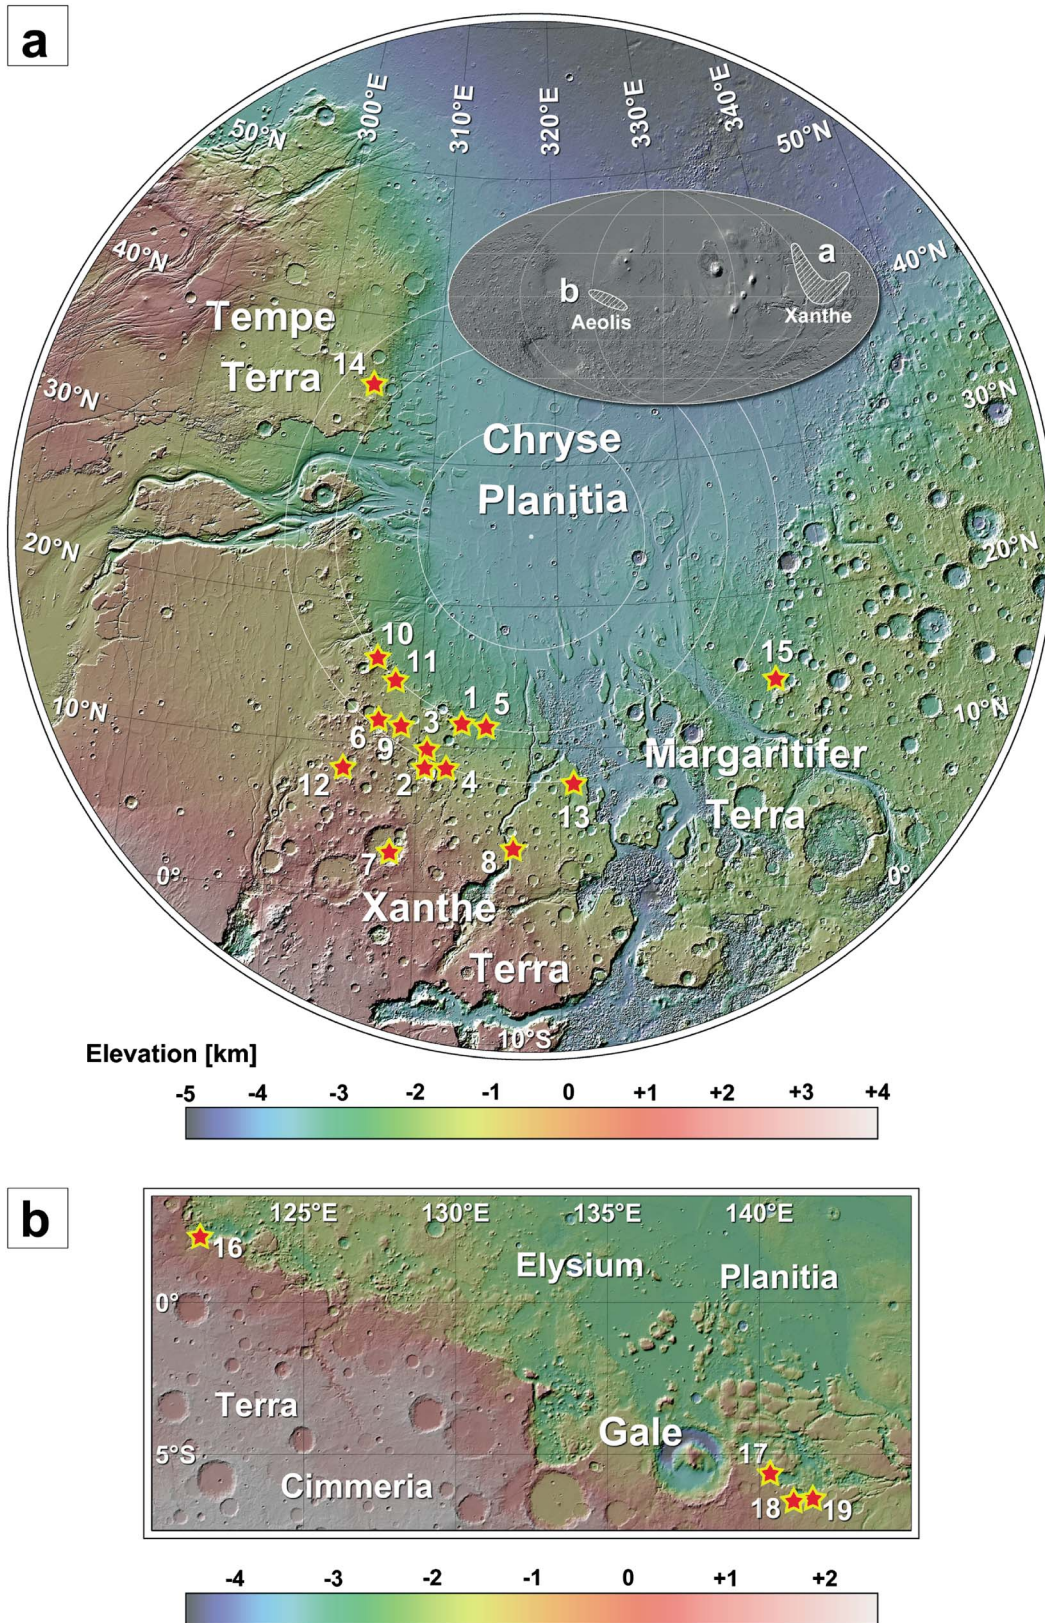 a
300°E
310°E
320°E
330°E
340°E
50°N
50°N
40°N
40°N
a
b
Aeolis
Xanthe
Tempe
Terra
14
30°N
30°N
Chryse
Planitia
20°N
20°N
10
11
15
1
5
10°N
10°N
6
9
3
Margaritifer
12
2
4
13
Terra
7
8
0°
0°
Xanthe
Terra
10°S
Elevation [km]
-5 -4 -3 -2 -1 0 +1 +2 +3 +4
b
125°E 130°E 135°E 140°E
16
Elysium Planitia
0°
Terra
Gale
5°S
17
Cimmeria
18 19
-4 -3 -2 -1 0 +1 +2